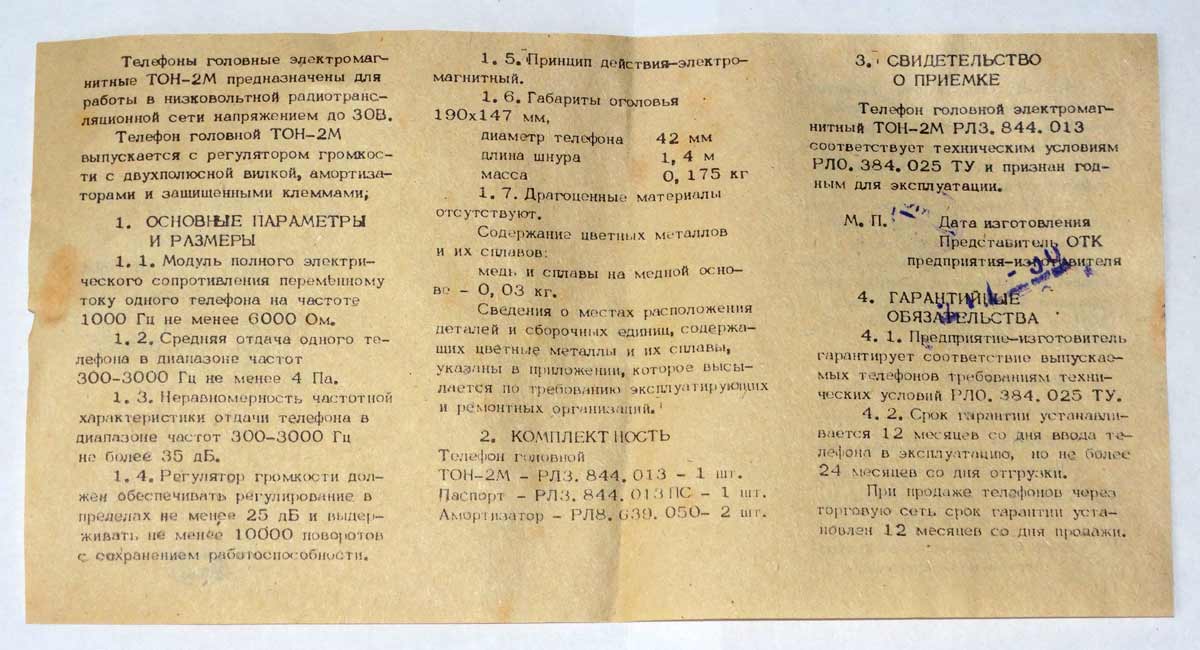 Телефоны головные электромаг-
нитные ТОН-2М предназначены для
работы в низковольтной радиотранс-
ляционной сети напряжением до 30В.
Телефон головной ТОН-2М
выпускается с регулятором громкос-
ти с двухполюсной вилкой, амортиза-
торами и защищенными клеммами;
1. ОСНОВНЫЕ ПАРАМЕТРЫ
И РАЗМЕРЫ
1. 1. Модуль полного электри-
ческого сопротивления переменному
току одного телефона на частоте
1000 Гц не менее 6000 Ом.
1. 2. Средняя отдача одного те-
лефона в диапазоне частот
300-3000 Гц не менее 4 Па.
1. 3. Неравномерность частотной
характеристики отдачи телефона в
диапазоне частот 300-3000 Гц
не более 35 дБ.
1. 4. Регулятор громкости дол-
жен обеспечивать регулирование в
пределах не менее 25 дБ и выдер-
живать не менее 10000 поворотов
с сохранением работоспособности.
1. 5. Принцип действия-электро-
магнитный.
1. 6. Габариты оголовья
190х147 мм,
диаметр телефона 42 мм
длина шнура 1, 4 м
масса 0, 175 кг
1. 7. Драгоценные материалы
отсутствуют.
Содержание цветных металлов
и их сплавов:
медь и сплавы на медной осно-
ве - 0, 03 кг.
Сведения о местах расположения
деталей и сборочных единиц, содержа-
щих цветные металлы и их сплавы,
указаны в приложении, которое высы-
лается по требованию эксплуатирующих
и ремонтных организаций.
2. КОМПЛЕКТНОСТЬ
Телефон головной
ТОН-2М - РЛ3. 844. 013 - 1 шт.
Паспорт - РЛ3. 844. 013 ПС - 1 шт.
Амортизатор - РЛ8. 639. 050- 2 шт.
3. СВИДЕТЕЛЬСТВО
О ПРИЕМКЕ
Телефон головной электромаг-
нитный ТОН-2М РЛ3. 844. 013
соответствует техническим условиям
РЛ0. 384. 025 ТУ и признан год-
ным для эксплуатации.
М. П. Дата изготовления
Представитель ОТК
предприятия-изготовителя
4. ГАРАНТИЙНЫЕ
ОБЯЗАТЕЛЬСТВА
4. 1. Предприятие-изготовитель
гарантирует соответствие выпускае-
мых телефонов требованиям техни-
ческих условий РЛ0. 384. 025 ТУ.
4. 2. Срок гарантии устанавли-
вается 12 месяцев со дня ввода те-
лефона в эксплуатацию, но не более
24 месяцев со дня отгрузки.
При продаже телефонов через
торговую сеть срок гарантии уста-
новлен 12 месяцев со дня продажи.